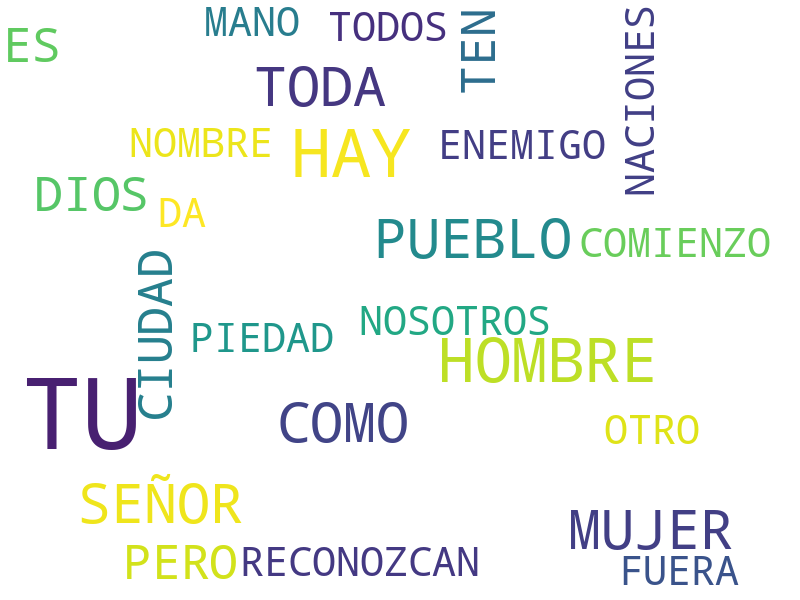 ES
MANO
TODOS
TEN
NACIONES
TODA
NOMBRE
HAY
ENEMIGO
DIOS
DA
PUEBLO
COMIENZO
CIUDAD
PIEDAD
NOSOTROS
HOMBRE
TU
COMO
OTRO
SEÑOR
MUJER
PERO
RECONOZCAN
FUERA